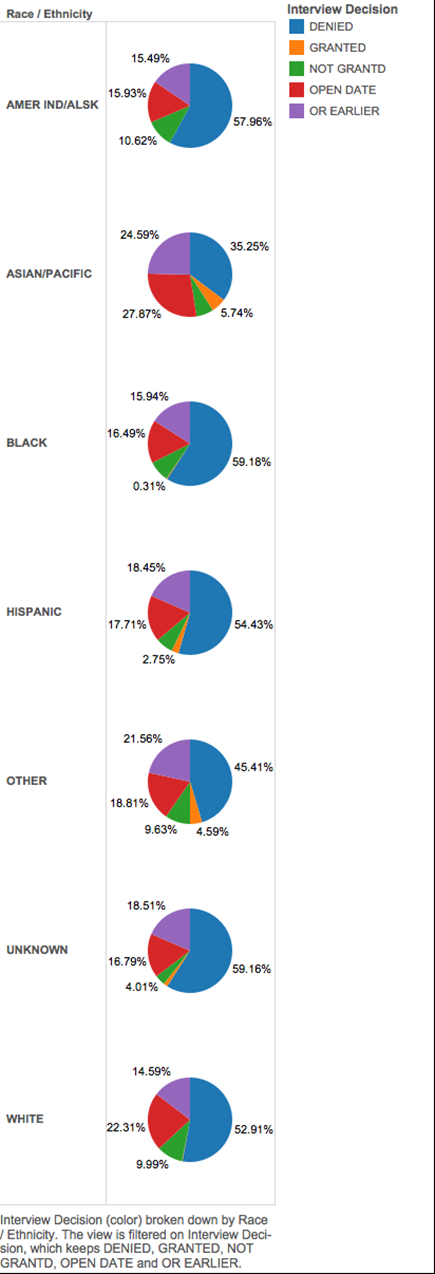 Race / Ethnicity
Interview Decision
DENIED
GRANTED
NOT GRANTD
OPEN DATE
OR EARLIER
AMER IND/ALSK
15.49%
15.93%
10.62%
57.96%
ASIAN/PACIFIC
24.59%
35.25%
27.87%
5.74%
BLACK
15.94%
16.49%
59.18%
0.31%
HISPANIC
18.45%
17.71%
54.43%
2.75%
OTHER
21.56%
45.41%
18.81%
9.63%
4.59%
UNKNOWN
18.51%
16.79%
59.16%
4.01%
WHITE
14.59%
22.31%
52.91%
9.99%
Interview Decision (color) broken down by Race
/ Ethnicity. The view is filtered on Interview Deci-
sion, which keeps DENIED, GRANTED, NOT
GRANTD, OPEN DATE and OR EARLIER.